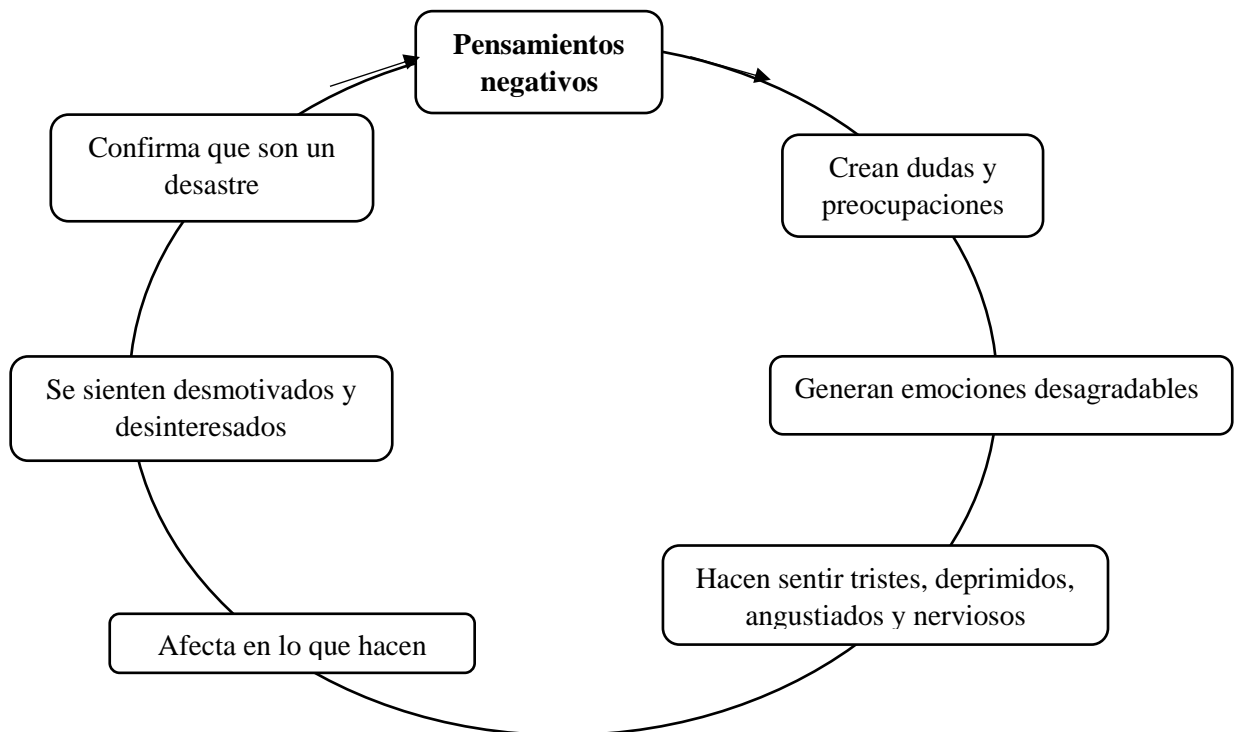 Pensamientos
negativos
Crean dudas y
preocupaciones
Generan emociones desagradables
Hacen sentir tristes, deprimidos,
angustiados y nerviosos
Afecta en lo que hacen
Se sienten desmotivados y
desinteresados
Confirma que son un
desastre